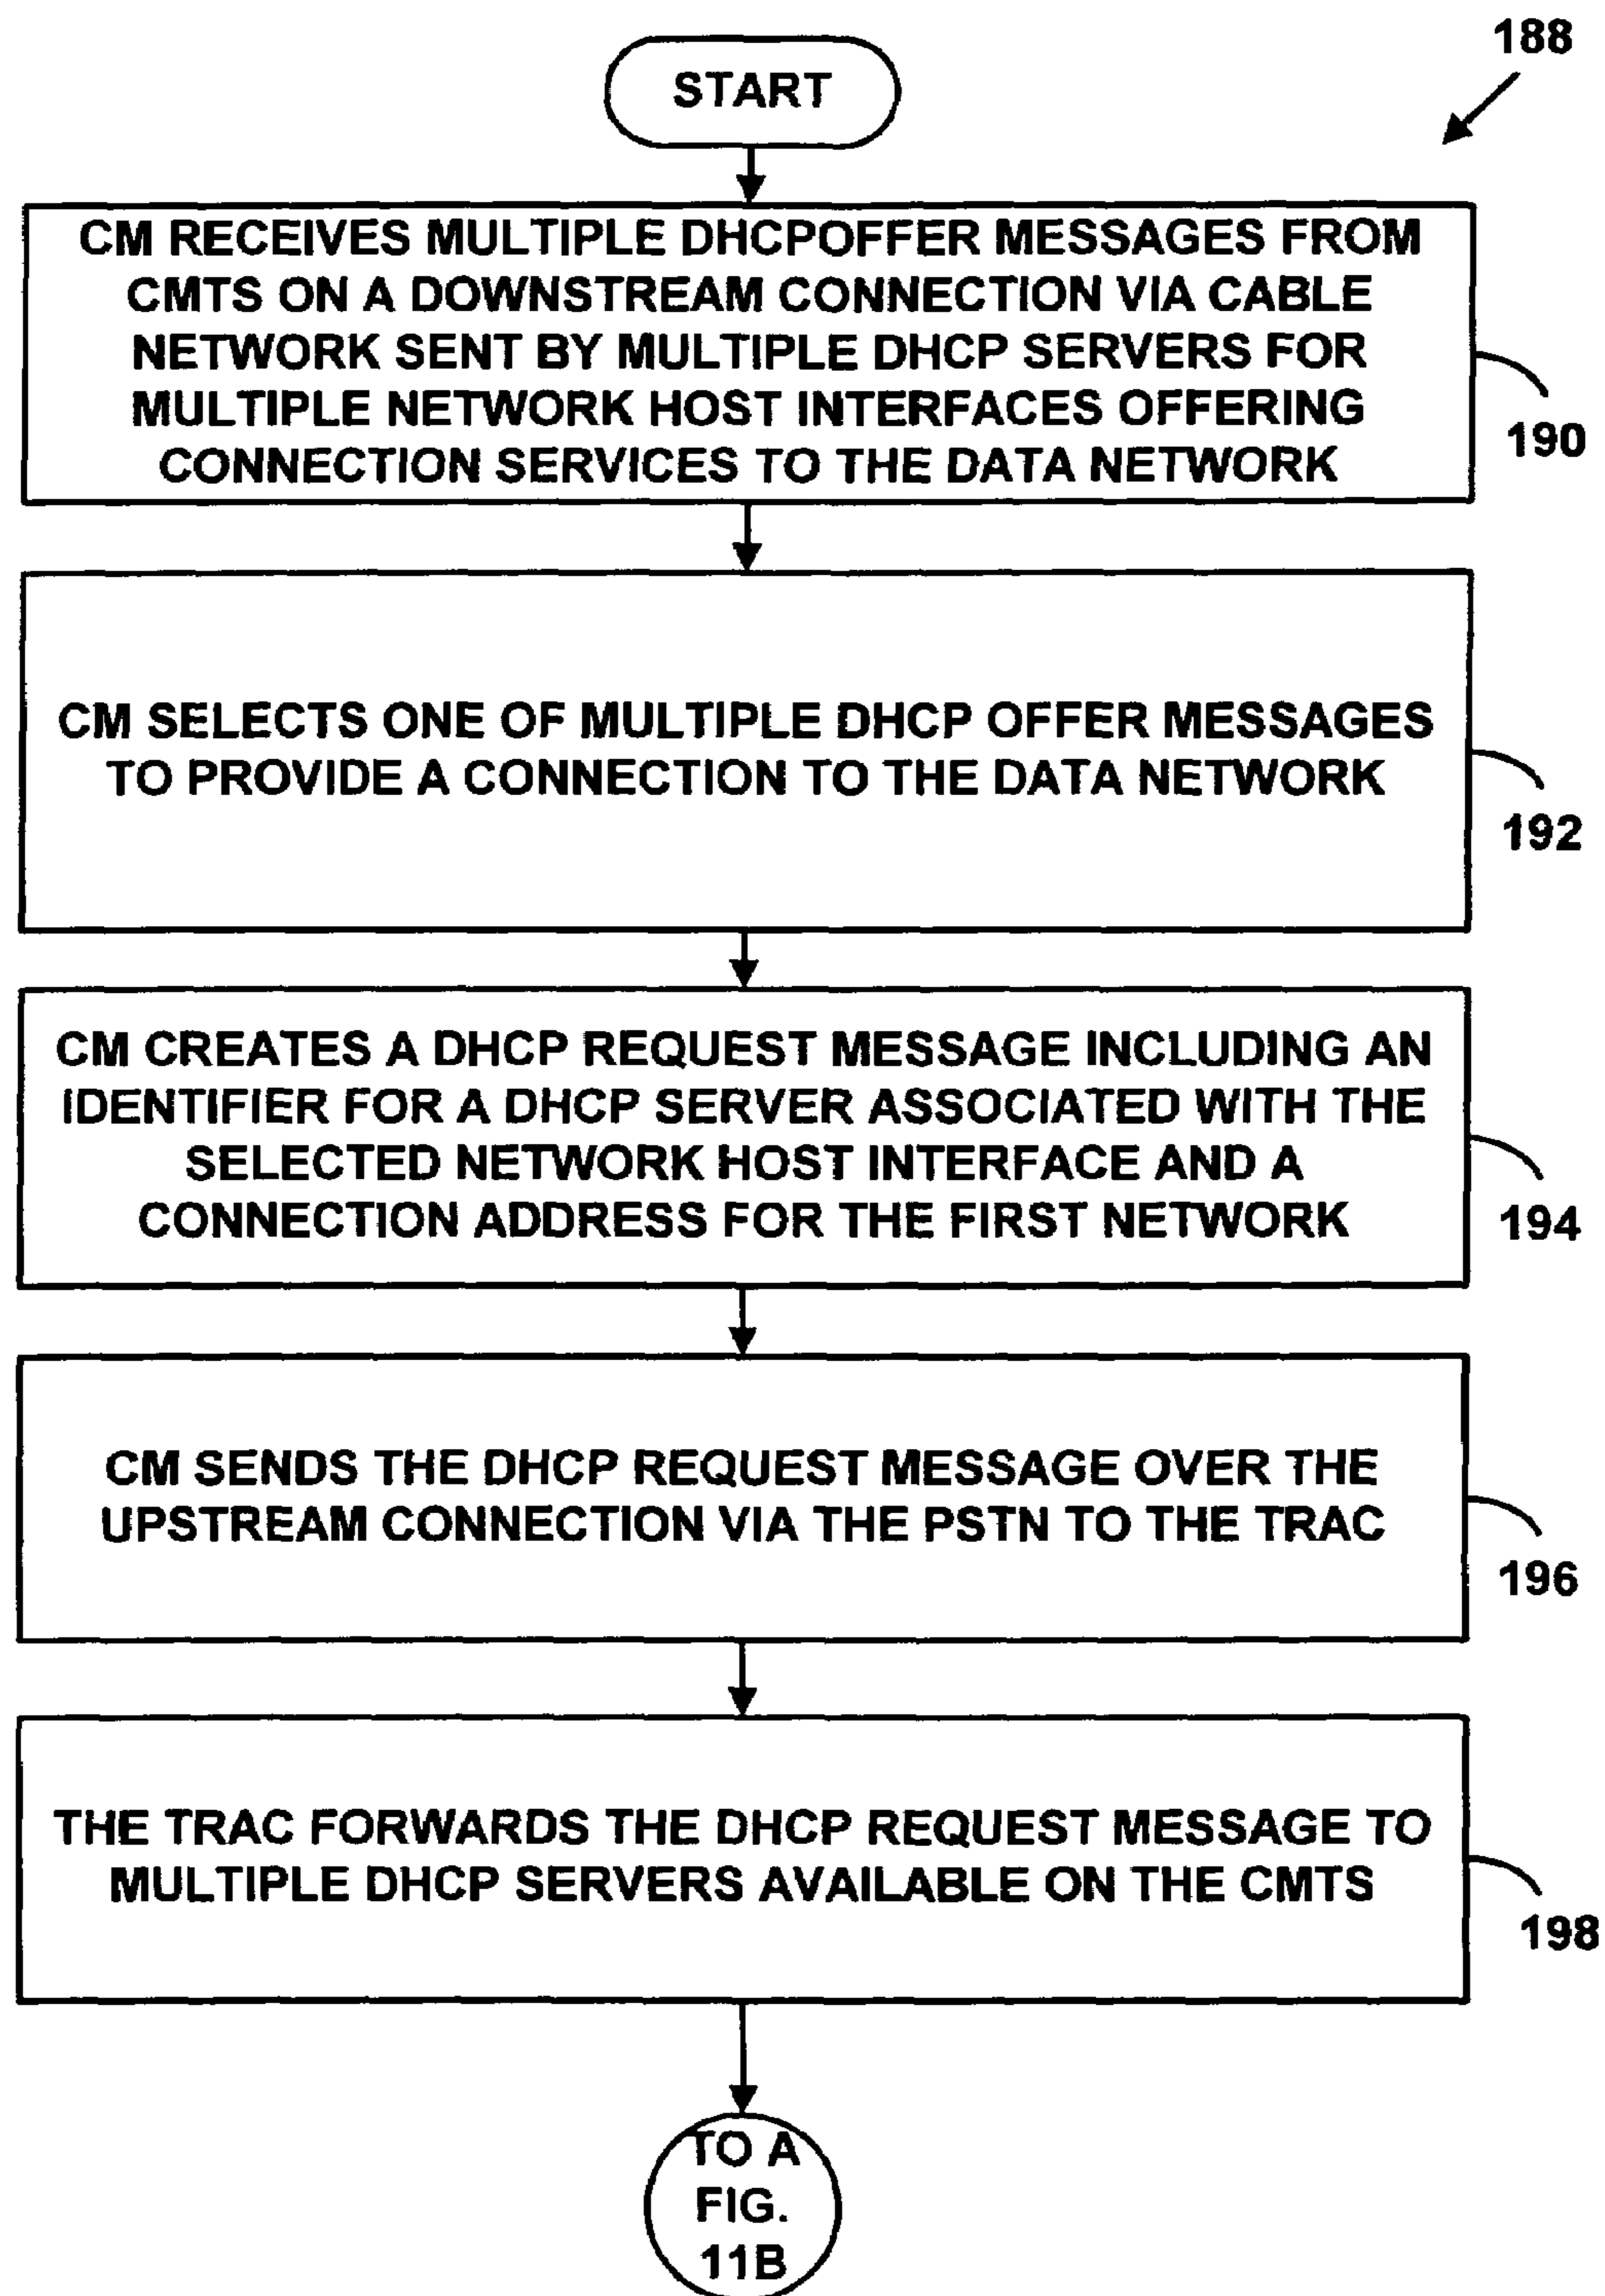 188
START
CM RECEIVES MULTIPLE DHCPOFFER MESSAGES FROM
CMTS ON A DOWNSTREAM CONNECTION VIA CABLE
NETWORK SENT BY MULTIPLE DHCP SERVERS FOR
MULTIPLE NETWORK HOST INTERFACES OFFERING
CONNECTION SERVICES TO THE DATA NETWORK
190
CM SELECTS ONE OF MULTIPLE DHCP OFFER MESSAGES
TO PROVIDE A CONNECTION TO THE DATA NETWORK
192
CM CREATES A DHCP REQUEST MESSAGE INCLUDING AN
IDENTIFIER FOR A DHCP SERVER ASSOCIATED WITH THE
SELECTED NETWORK HOST INTERFACE AND A
CONNECTION ADDRESS FOR THE FIRST NETWORK
194
CM SENDS THE DHCP REQUEST MESSAGE OVER THE
UPSTREAM CONNECTION VIA THE PSTN TO THE TRAC
196
THE TRAC FORWARDS THE DHCP REQUEST MESSAGE TO
MULTIPLE DHCP SERVERS AVAILABLE ON THE CMTS
198
TO A
FIG.
11B